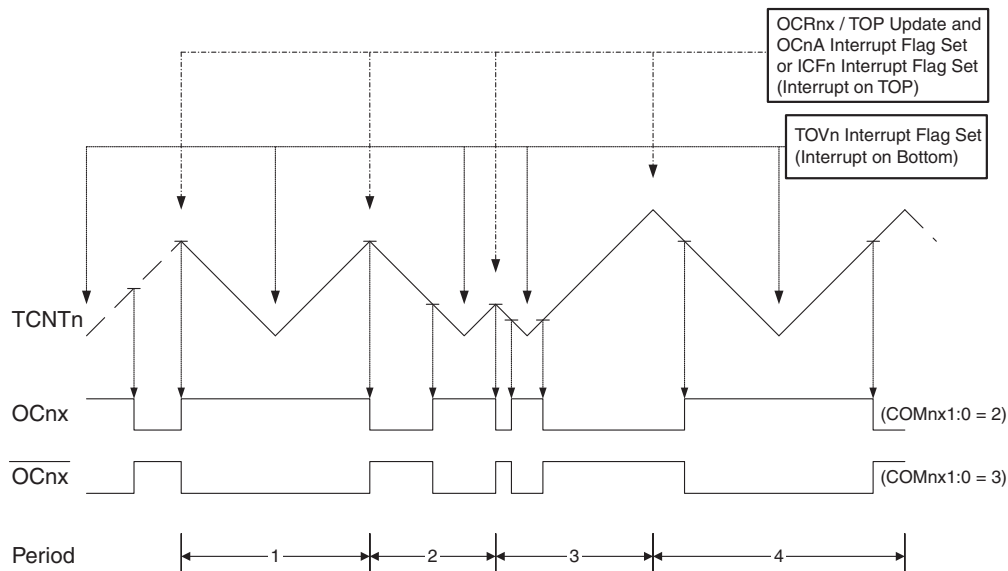 OCRnx / TOP Update and
OCnA Interrupt Flag Set
or ICFn Interrupt Flag Set
(Interrupt on TOP)
TOVn Interrupt Flag Set
(Interrupt on Bottom)
TCNTn
OCnx
(COMnx1:0 = 2)
OCnx
(COMnx1:0 = 3)
Period
1
2
3
4